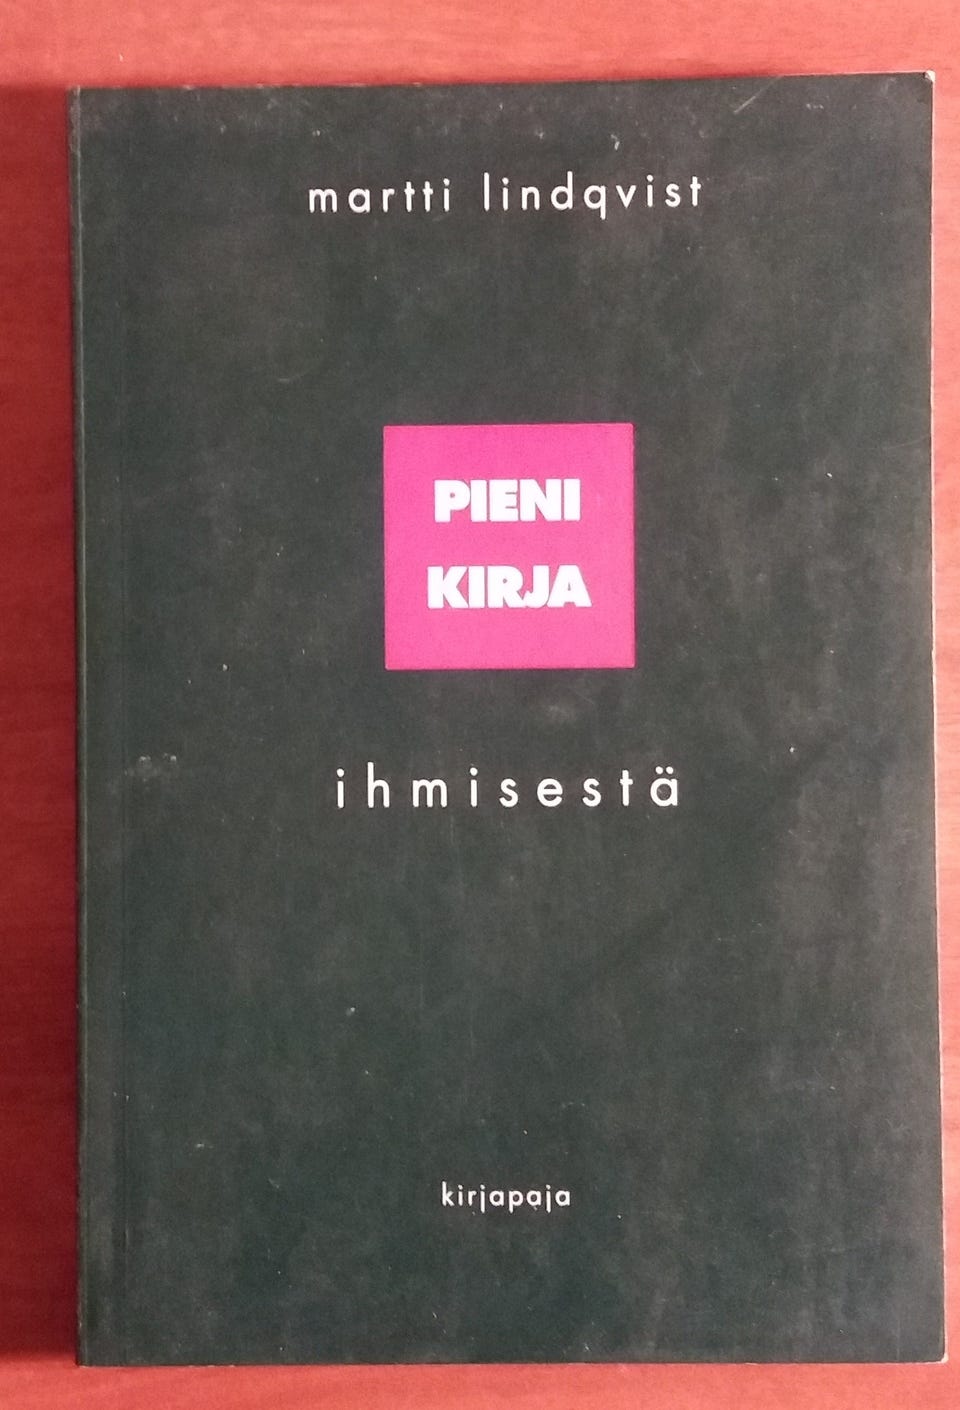 martti lindqvist
PIENI
KIRJA
ihmisestä
kirjapaja